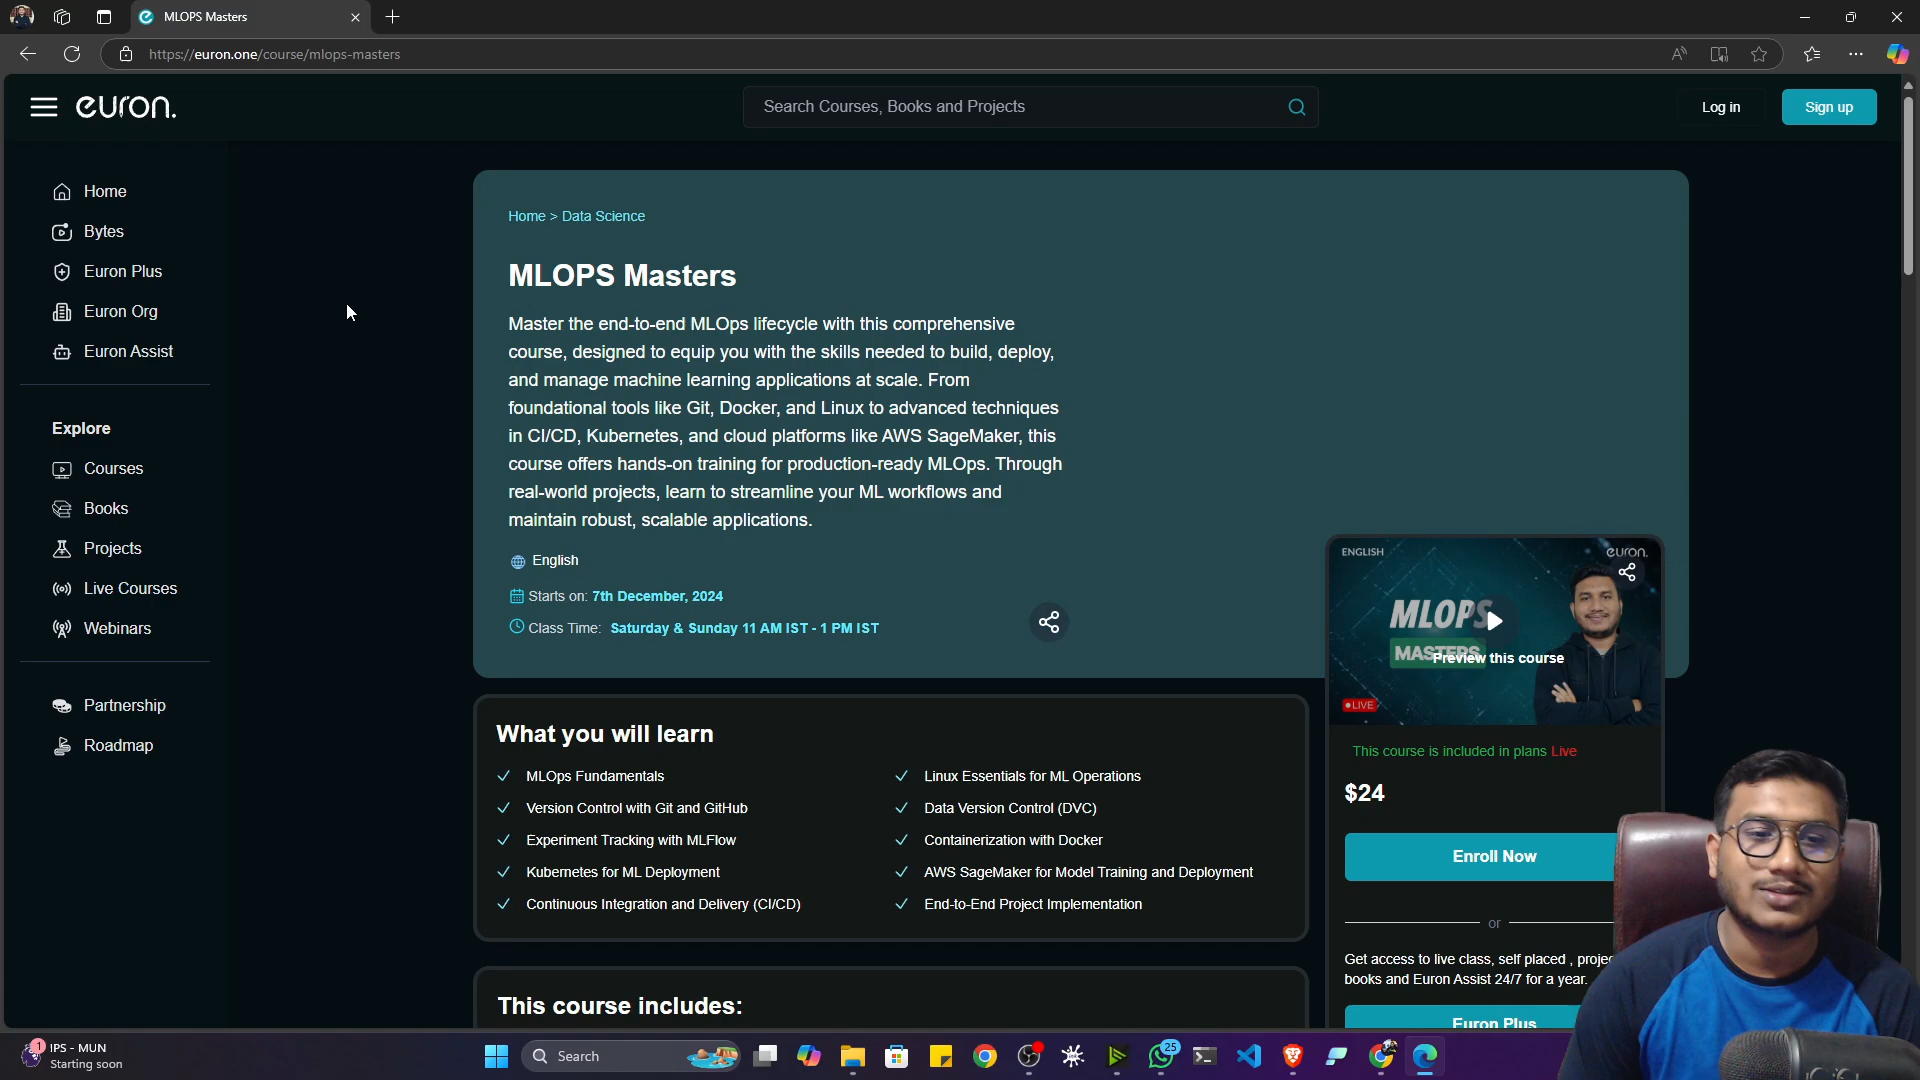 MLOPS Masters
https://euron.one/course/mlops-masters
euron.
Search Courses, Books and Projects
Log in
Sign up
Home
Bytes
Euron Plus
Euron Org
Euron Assist
Explore
Courses
Books
Projects
Live Courses
Webinars
Partnership
Roadmap
Home > Data Science
MLOPS Masters
Master the end-to-end MLOps lifecycle with this comprehensive
course, designed to equip you with the skills needed to build, deploy,
and manage machine learning applications at scale. From
foundational tools like Git, Docker, and Linux to advanced techniques
in CI/CD, Kubernetes, and cloud platforms like AWS SageMaker, this
course offers hands-on training for production-ready MLOps. Through
real-world projects, learn to streamline your ML workflows and
maintain robust, scalable applications.
English
Starts on: 7th December, 2024
Class Time: Saturday & Sunday 11 AM IST - 1 PM IST
ENGLISH
euron.
MLOPS
MASTERS
Preview this course
LIVE
This course is included in plans Live
$24
Enroll Now
or
Get access to live class, self placed , projec
books and Euron Assist 24/7 for a year.
Euron Plus
What you will learn
MLOps Fundamentals
Linux Essentials for ML Operations
Version Control with Git and GitHub
Data Version Control (DVC)
Experiment Tracking with MLFlow
Containerization with Docker
Kubernetes for ML Deployment
AWS SageMaker for Model Training and Deployment
Continuous Integration and Delivery (CI/CD)
End-to-End Project Implementation
This course includes:
1
IPS - MUN
Starting soon
Search
25